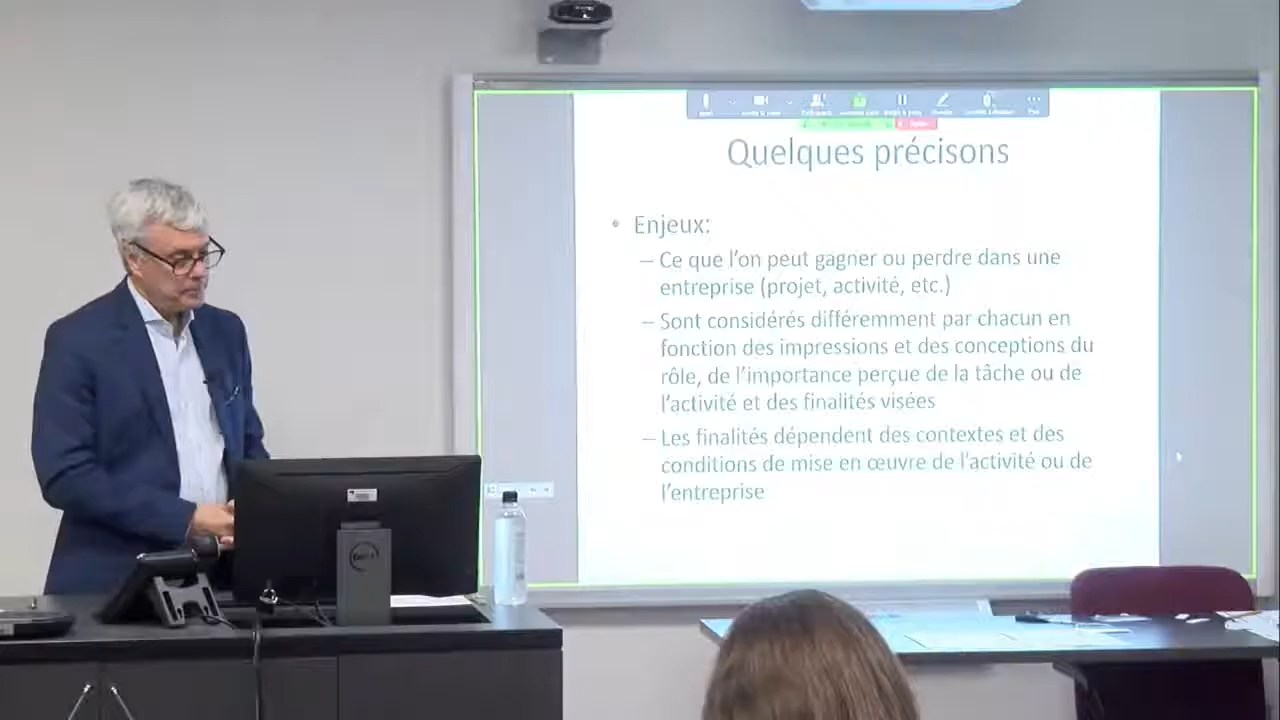 Quelques précisons
• Enjeux:
– Ce que l'on peut gagner ou perdre dans une
entreprise (projet, activité, etc.)
– Sont considérés différemment par chacun en
fonction des impressions et des conceptions du
rôle, de l'importance perçue de la tâche ou de
l'activité et des finalités visées
– Les finalités dépendent des contextes et des
conditions de mise en œuvre de l'activité ou de
l'entreprise
DELL